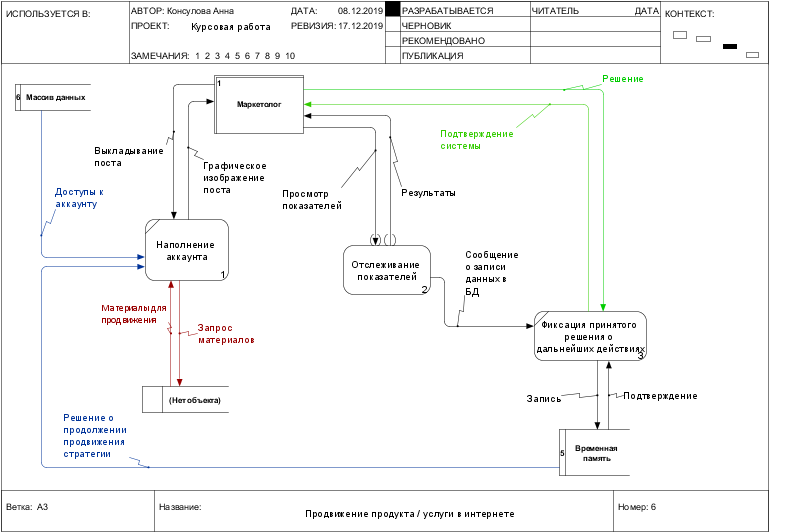 ИСПОЛЬЗУЕТСЯ В:
АВТОР: Консулова Анна
ДАТА: 08.12.2019
ПРОЕКТ: Курсовая работа
РЕВИЗИЯ: 17.12.2019
ЗАМЕЧАНИЯ: 1 2 3 4 5 6 7 8 9 10
РАЗРАБАТЫВАЕТСЯ
ЧЕРНОВИК
РЕКОМЕНДОВАНО
ПУБЛИКАЦИЯ
ЧИТАТЕЛЬ
ДАТА
КОНТЕКСТ:
6 Массив данных
1
Маркетолог
Решение
Подтверждение
системы
Выкладывание
поста
Графическое
изображение
поста
Просмотр
показателей
Результаты
Доступы к
аккаунту
Наполнение
аккаунта
1
Отслеживание
показателей
2
Сообщение
о записи
данных в
БД
Материалы для
продвижения
Запрос
материалов
Фиксация принятого
решения о
дальнейших действиях
3
(Нет объекта)
Запись
Подтверждение
Решение о
продолжении
продвижения
стратегии
5
Временная
память
Ветка: A3
Название:
Продвижение продукта / услуги в интернете
Номер: 6